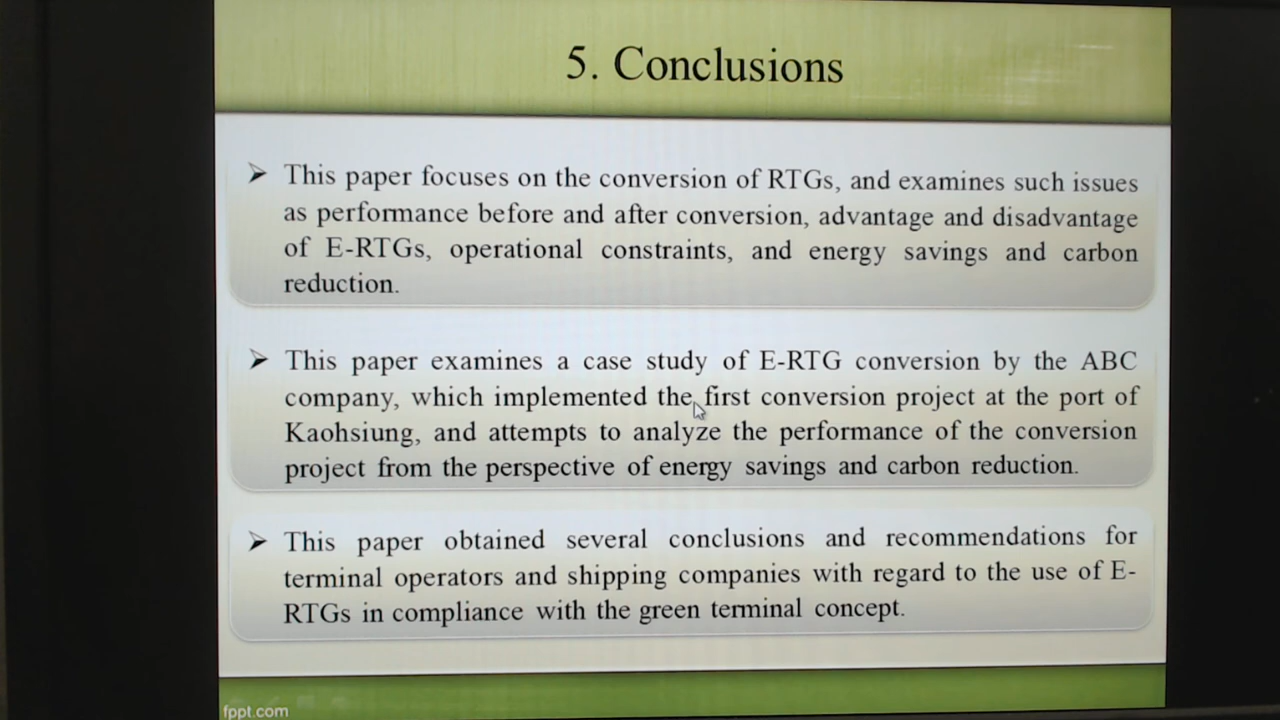 5. Conclusions
➢ This paper focuses on the conversion of RTGs, and examines such issues
as performance before and after conversion, advantage and disadvantage
of E-RTGs, operational constraints, and energy savings and carbon
reduction.
➢ This paper examines a case study of E-RTG conversion by the ABC
company, which implemented the first conversion project at the port of
Kaohsiung, and attempts to analyze the performance of the conversion
project from the perspective of energy savings and carbon reduction.
➢ This paper obtained several conclusions and recommendations for
terminal operators and shipping companies with regard to the use of E-
RTGs in compliance with the green terminal concept.
fppt.com